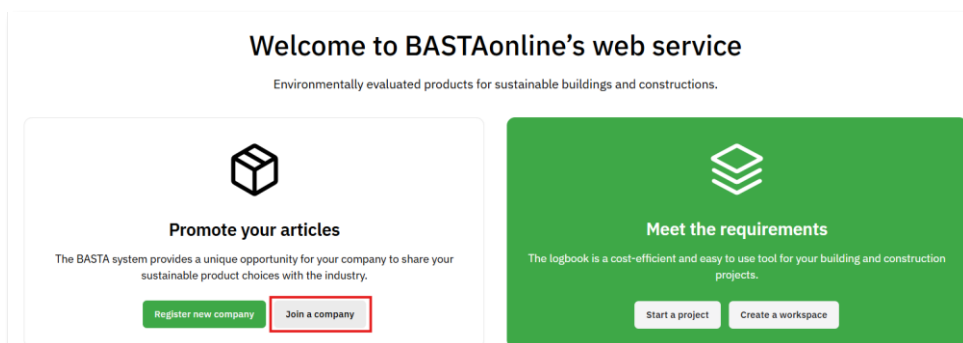 Welcome to BASTAonline's web service
Environmentally evaluated products for sustainable buildings and constructions.
Promote your articles
The BASTA system provides a unique opportunity for your company to share your
sustainable product choices with the industry.
Register new company
Join a company
Meet the requirements
The logbook is a cost-efficient and easy to use tool for your building and construction
projects.
Start a project
Create a workspace